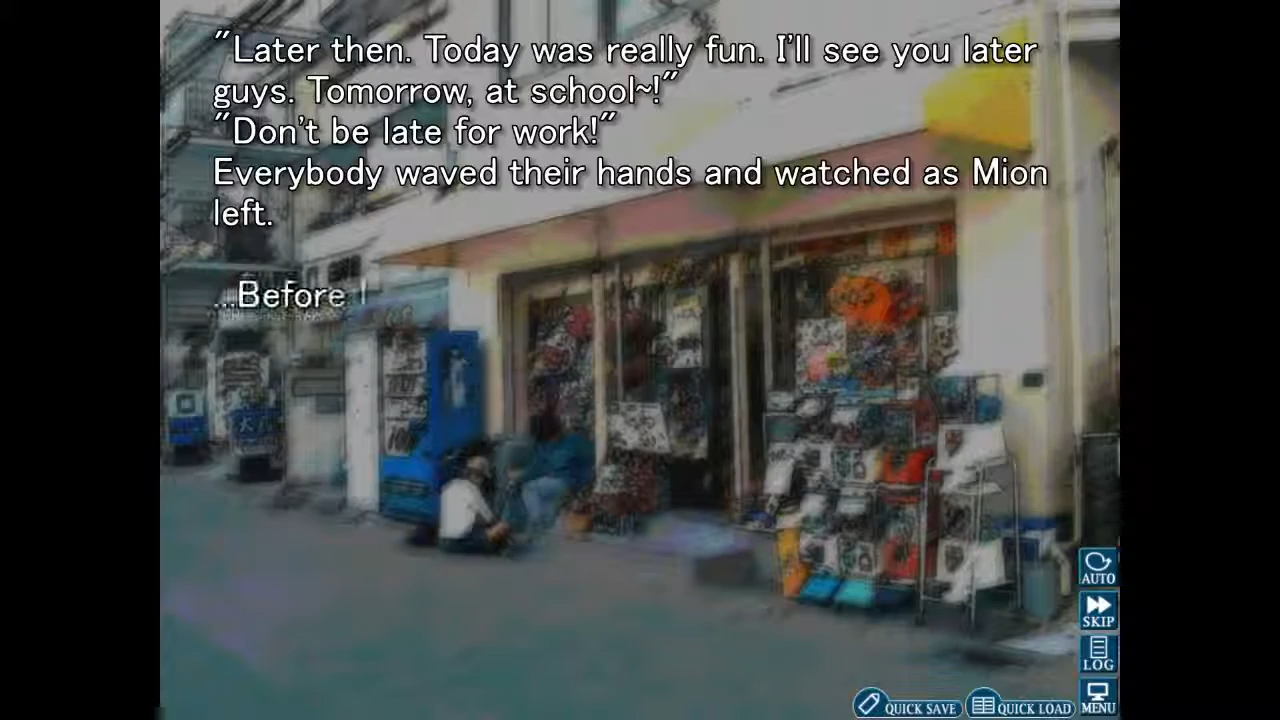 "Later then. Today was really fun. I'll see you later
guys. Tomorrow, at school~!"
"Don't be late for work!"
Everybody waved their hands and watched as Mion
left.
...Before I
AUTO
SKIP
LOG
MENU
QUICK SAVE
QUICK LOAD